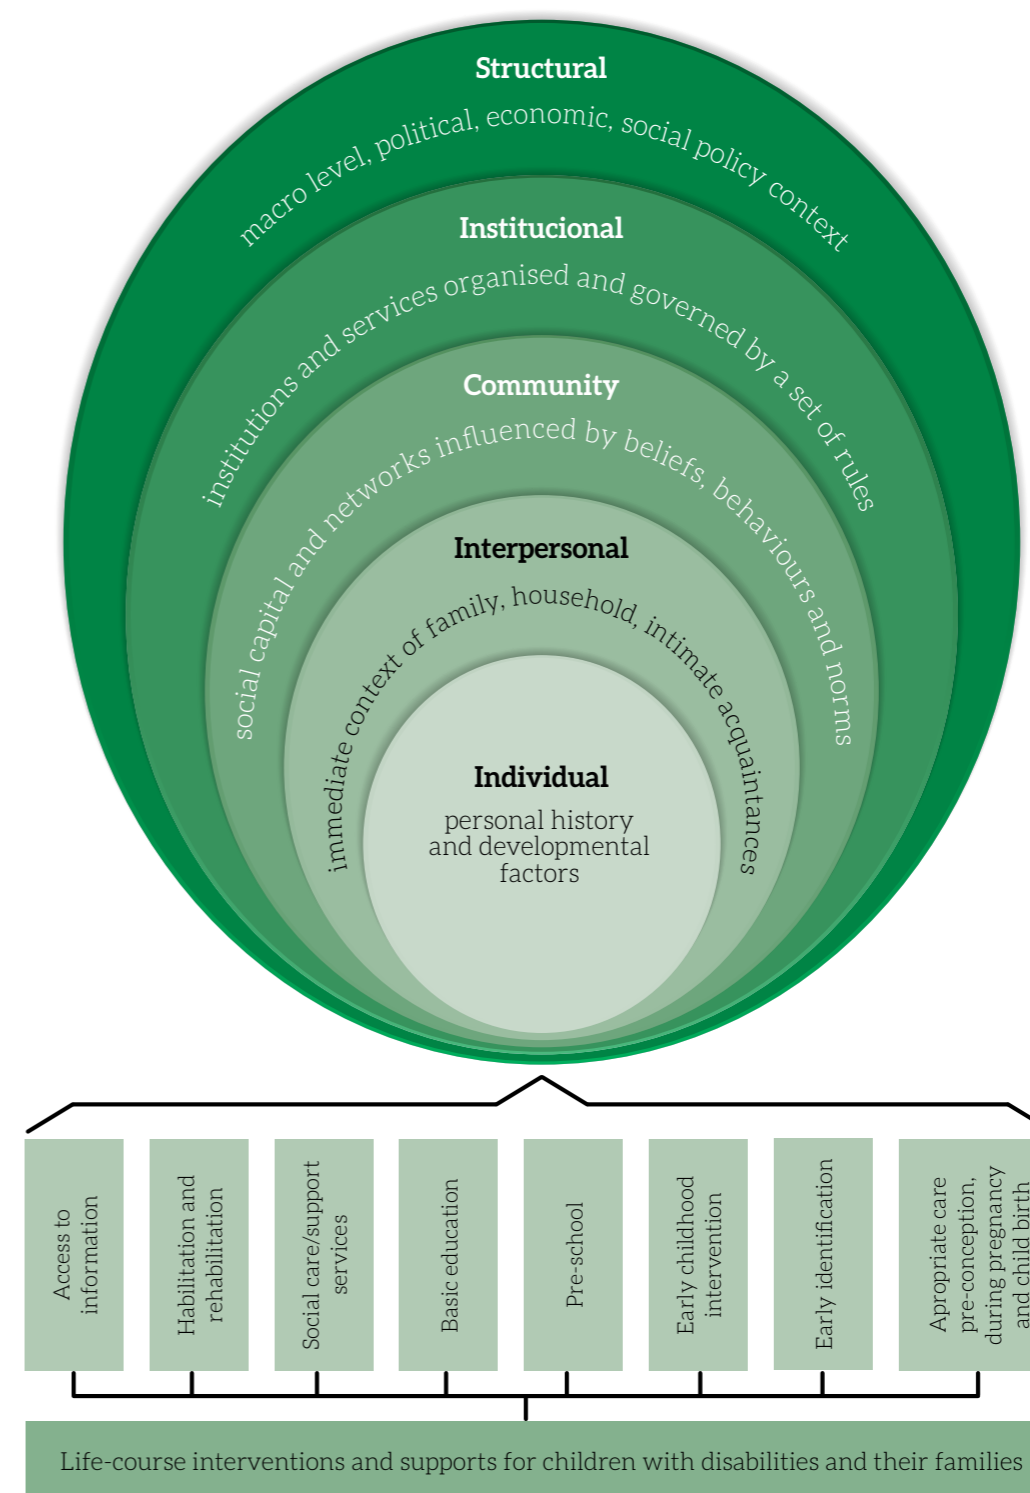 Structural
macro level, political, economic, social policy context
Institucional
institutions and services organised and governed by a set of rules
Community
social capital and networks influenced by beliefs, behaviours and norms
Interpersonal
immediate context of family, household, intimate acquaintances
Individual
personal history
and developmental
factors
Access to
information
Habilitation and
rehabilitation
Social care/support
services
Basic education
Pre-school
Early childhood
intervention
Early identification
Apropriate care
pre-conception,
during pregnancy
and child birth
Life-course interventions and supports for children with disabilities and their families